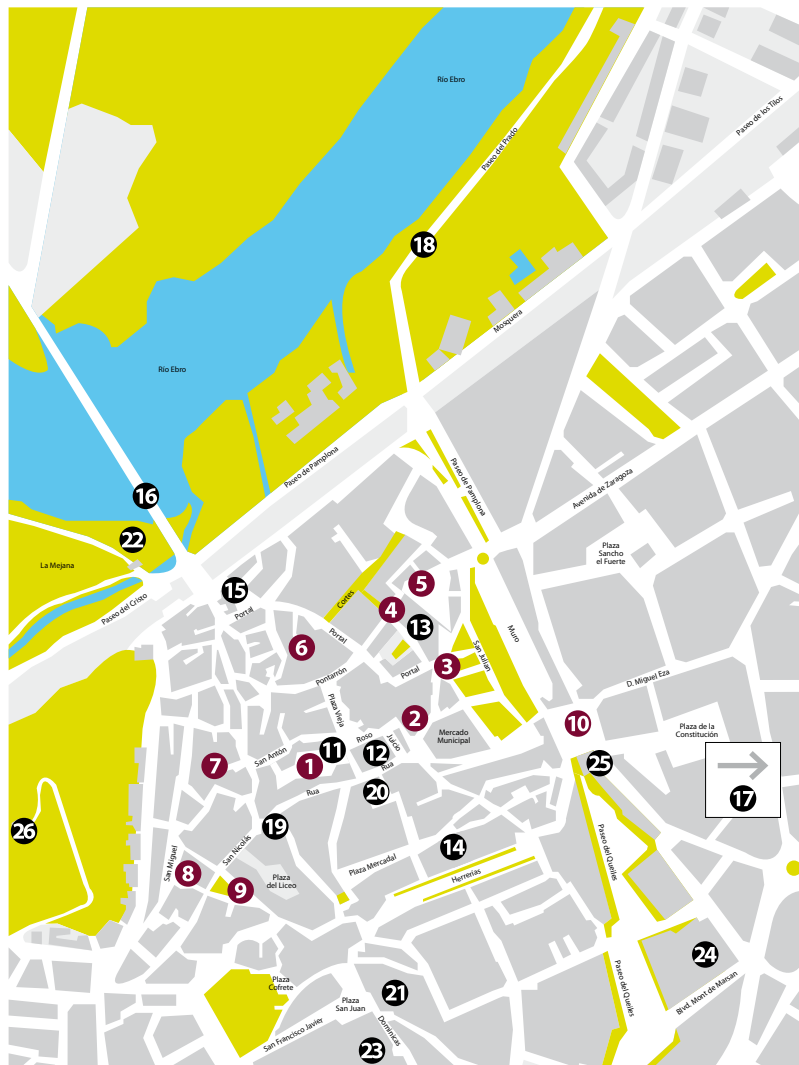 Río Ebro
Paseo de los Tilos
Paseo del Prado
18
Mosquera
Río Ebro
Paseo de Pamplona
Paseo de Pamplona
Avenida de Zaragoza
16
22
Plaza
Sancho
el Fuerte
La Mejana
15
5
Cortes
Paseo del Cristo
Portal
4
13
Muro
Portal
6
San Julian
3
Portal
Pontarrón
D. Miguel Eza
Plaza Vieja
2
10
Mercado
Municipal
Plaza de la
Constitución
Roso
Juicio
11
12
San Antón
7
1
Rua
25
17
Rua
20
26
19
San Nicolás
14
Paseo del Queiles
San Miguel
Plaza Mercadal
8
9
Plaza
del Liceo
Herrerías
24
Paseo del Queiles
Blvd. Mont de Marsan
Plaza
Cofrete
21
Plaza
San Juan
San Francisco Javier
Dominicas
23